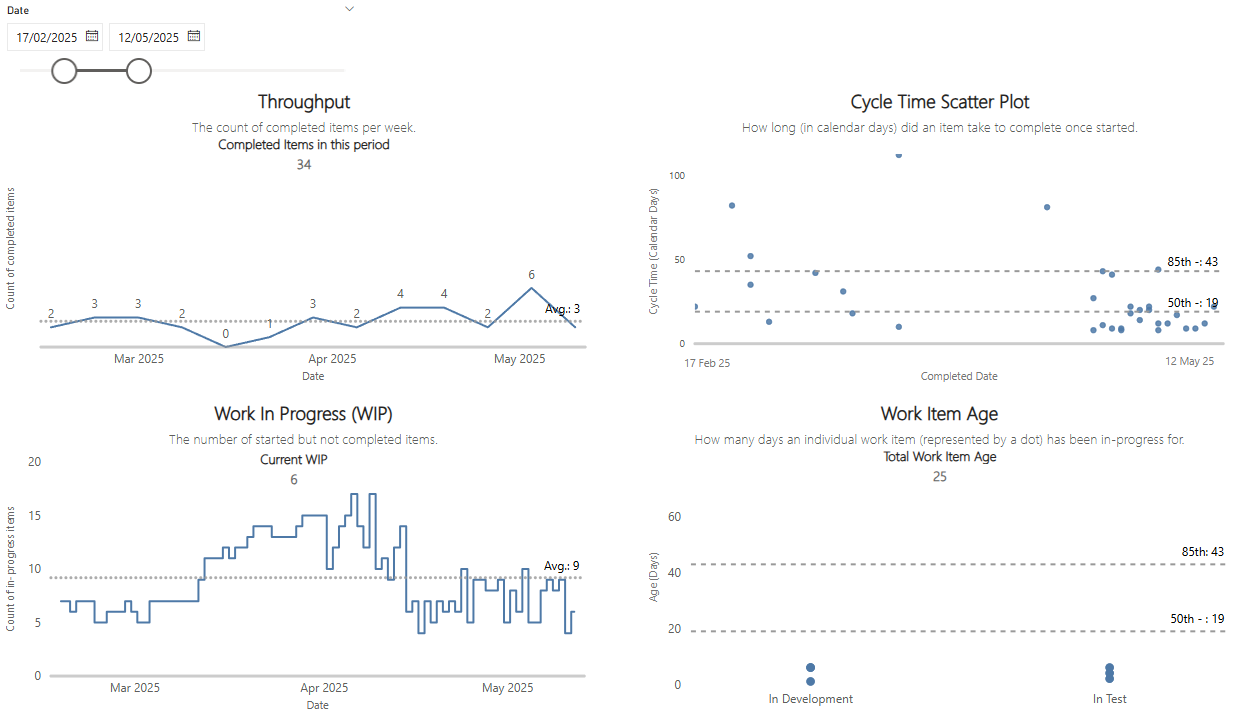 Date
17/02/2025 12/05/2025
Throughput
The count of completed items per week.
Completed Items in this period
34
Count of completed items
2 3 3 2 0 1 3 2 4 4 2 6
Avg.: 3
Mar 2025 Apr 2025 May 2025
Date
Cycle Time Scatter Plot
How long (in calendar days) did an item take to complete once started.
Cycle Time (Calendar Days)
100
50
0
85th -: 43
50th -: 19
17 Feb 25 12 May 25
Completed Date
Work In Progress (WIP)
The number of started but not completed items.
Current WIP
6
Count of in-progress items
20
15
10
5
0
Avg.: 9
Mar 2025 Apr 2025 May 2025
Date
Work Item Age
How many days an individual work item (represented by a dot) has been in-progress for.
Total Work Item Age
25
Age (Days)
60
40
20
0
85th: 43
50th - : 19
In Development In Test